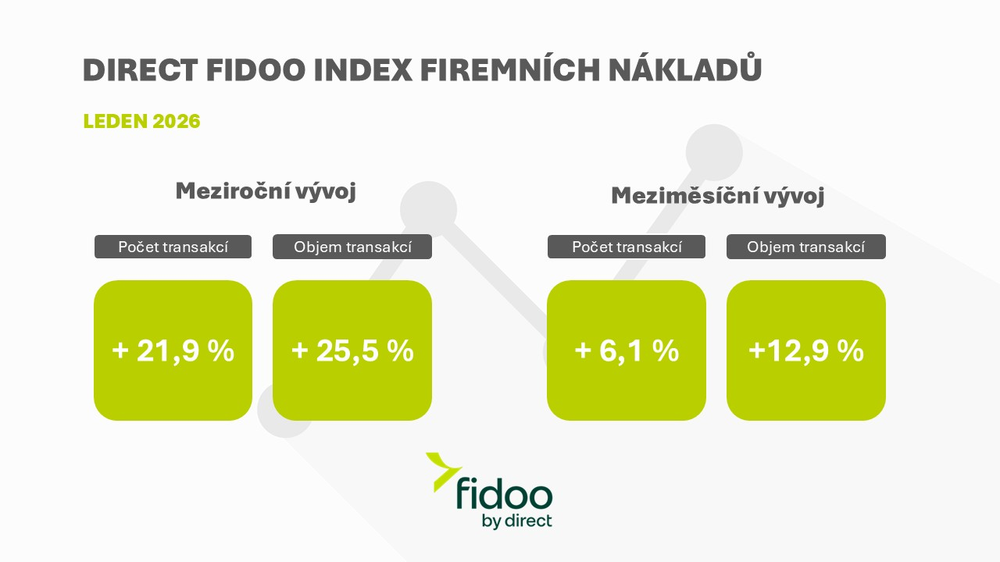 DIRECT FIDOO INDEX FIREMNÍCH NÁKLADŮ
LEDEN 2026
Meziroční vývoj
Počet transakcí
Objem transakcí
+ 21,9 %
+ 25,5 %
Meziměsíční vývoj
Počet transakcí
Objem transakcí
+ 6,1 %
+12,9 %
fidoo
by direct